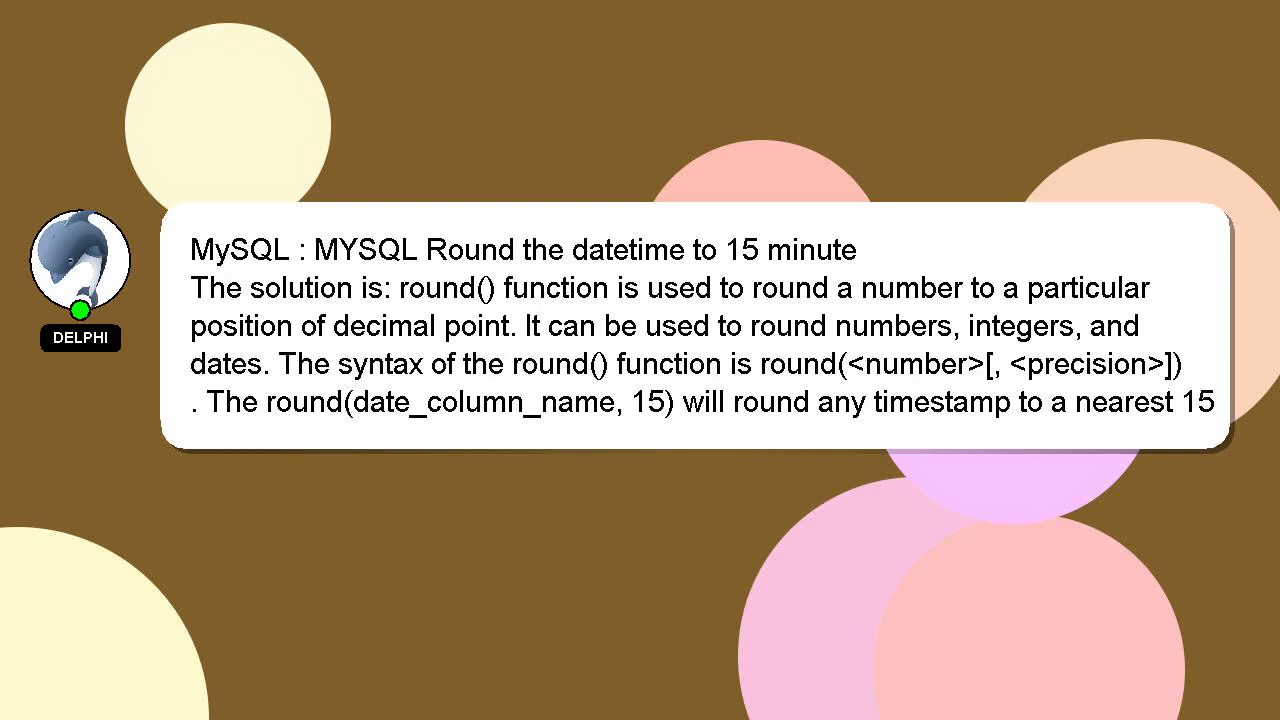 MySQL : MYSQL Round the datetime to 15 minute
The solution is: round() function is used to round a number to a particular
position of decimal point. It can be used to round numbers, integers, and
dates. The syntax of the round() function is round(<number>[, <precision>])
. The round(date_column_name, 15) will round any timestamp to a nearest 15
DELPHI